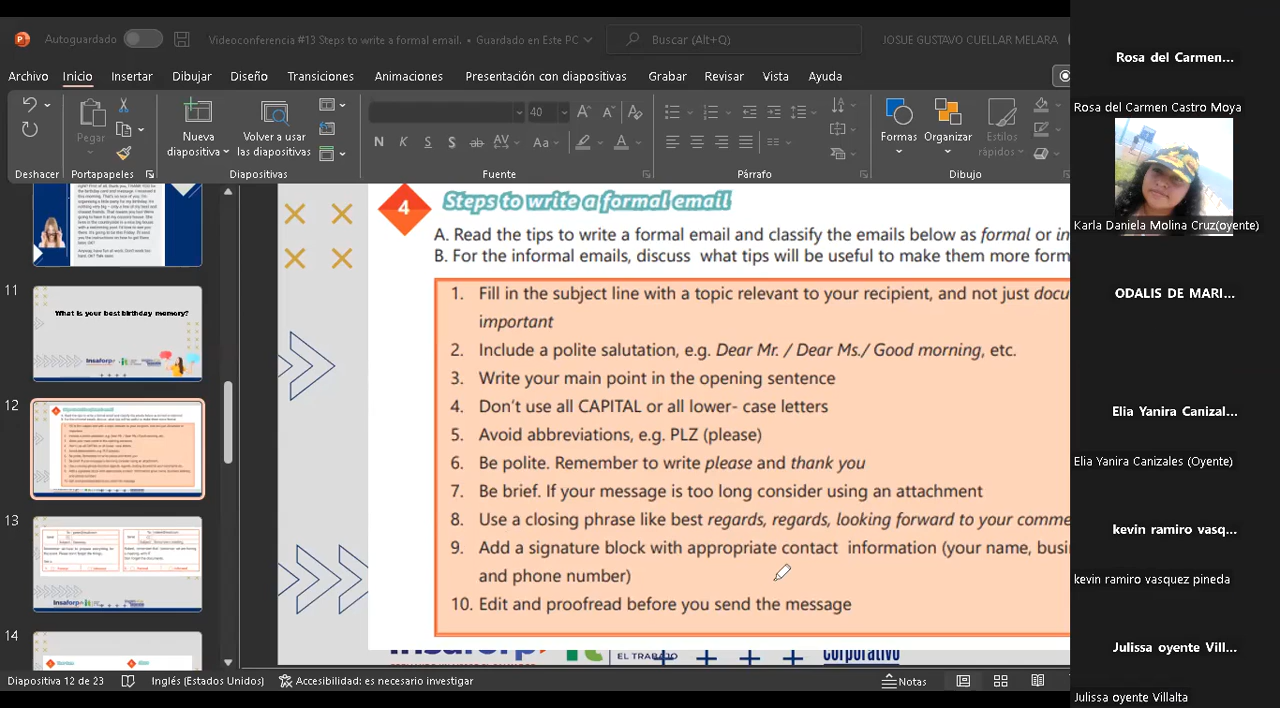 Autoguardado
Videoconferencia #13 Steps to write a formal email. • Guardado en Este PC
Buscar (Alt+Q)
JOSUE GUSTAVO CUELLAR MELARA
Archivo Inicio Insertar Dibujar Diseño Transiciones Animaciones Presentación con diapositivas Grabar Revisar Vista Ayuda
Pegar
Nueva diapositiva
Volver a usar las diapositivas
40
Formas
Organizar
Estilos rápidos
Deshacer Portapapeles Diapositivas Fuente Párrafo Dibujo
11
What is your best birthday memory?
Insaforp
12
13
Insaforp
14
4
Steps to write a formal email
A. Read the tips to write a formal email and classify the emails below as formal or in
B. For the informal emails, discuss what tips will be useful to make them more form
1. Fill in the subject line with a topic relevant to your recipient, and not just docu
important
2. Include a polite salutation, e.g. Dear Mr. / Dear Ms./ Good morning, etc.
3. Write your main point in the opening sentence
4. Don't use all CAPITAL or all lower- case letters
5. Avoid abbreviations, e.g. PLZ (please)
6. Be polite. Remember to write please and thank you
7. Be brief. If your message is too long consider using an attachment
8. Use a closing phrase like best regards, regards, looking forward to your comme
9. Add a signature block with appropriate contact information (your name, busi
and phone number)
10. Edit and proofread before you send the message
EL TRABAJO
Corporativo
Diapositiva 12 de 23
Inglés (Estados Unidos)
Accesibilidad: es necesario investigar
Notas
Rosa del Carmen...
Rosa del Carmen Castro Moya
Karla Daniela Molina Cruz(oyente)
ODALIS DE MARI...
Elia Yanira Canizal...
Elia Yanira Canizales (Oyente)
kevin ramiro vasq...
kevin ramiro vasquez pineda
Julissa oyente Vill...
Julissa oyente Villalta